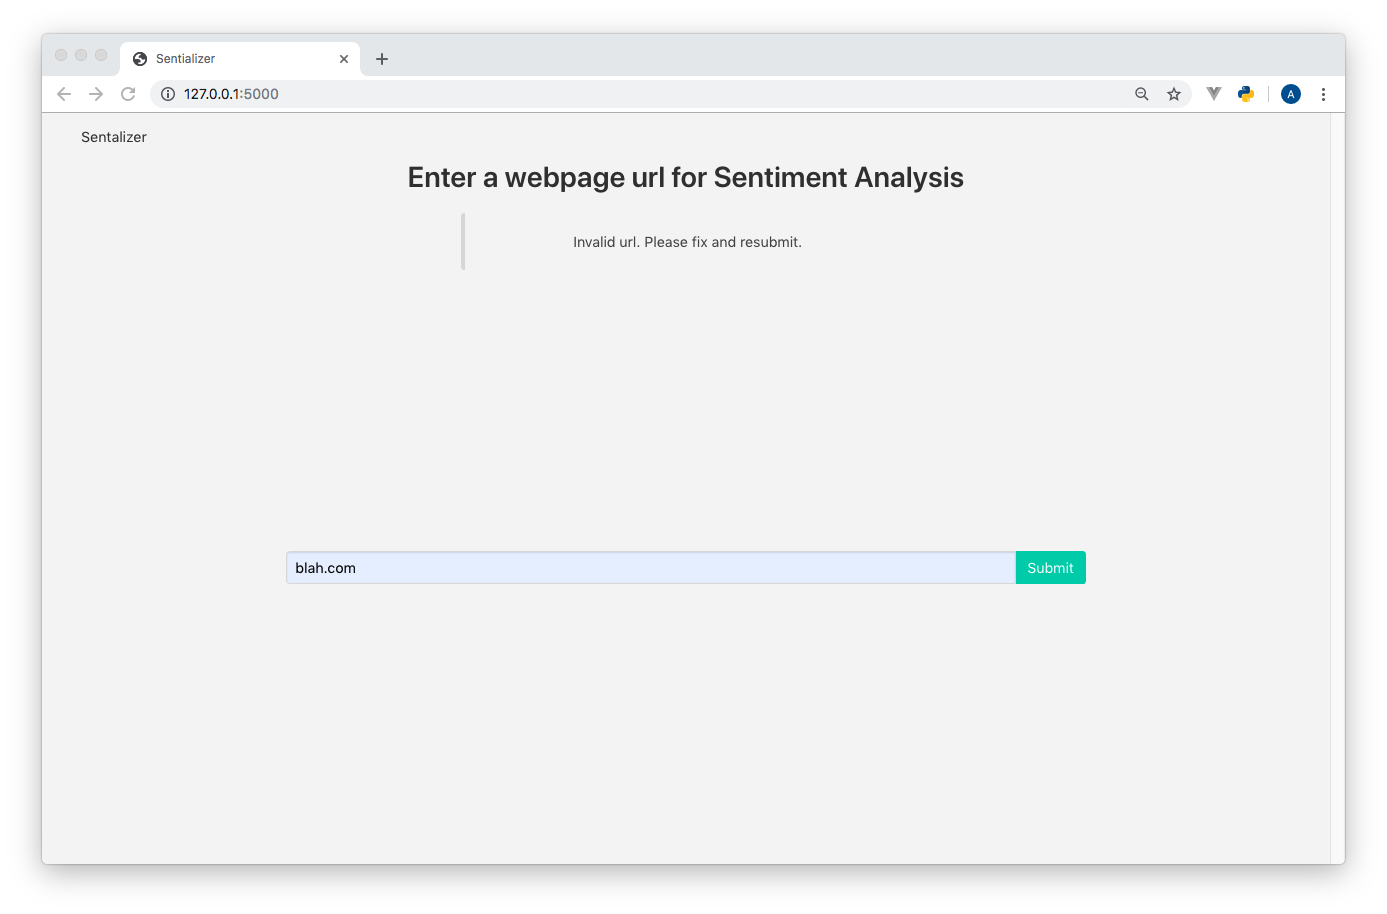 Sentializer
127.0.0.1:5000
A
Sentalizer
Enter a webpage url for Sentiment Analysis
Invalid url. Please fix and resubmit.
blah.com
Submit